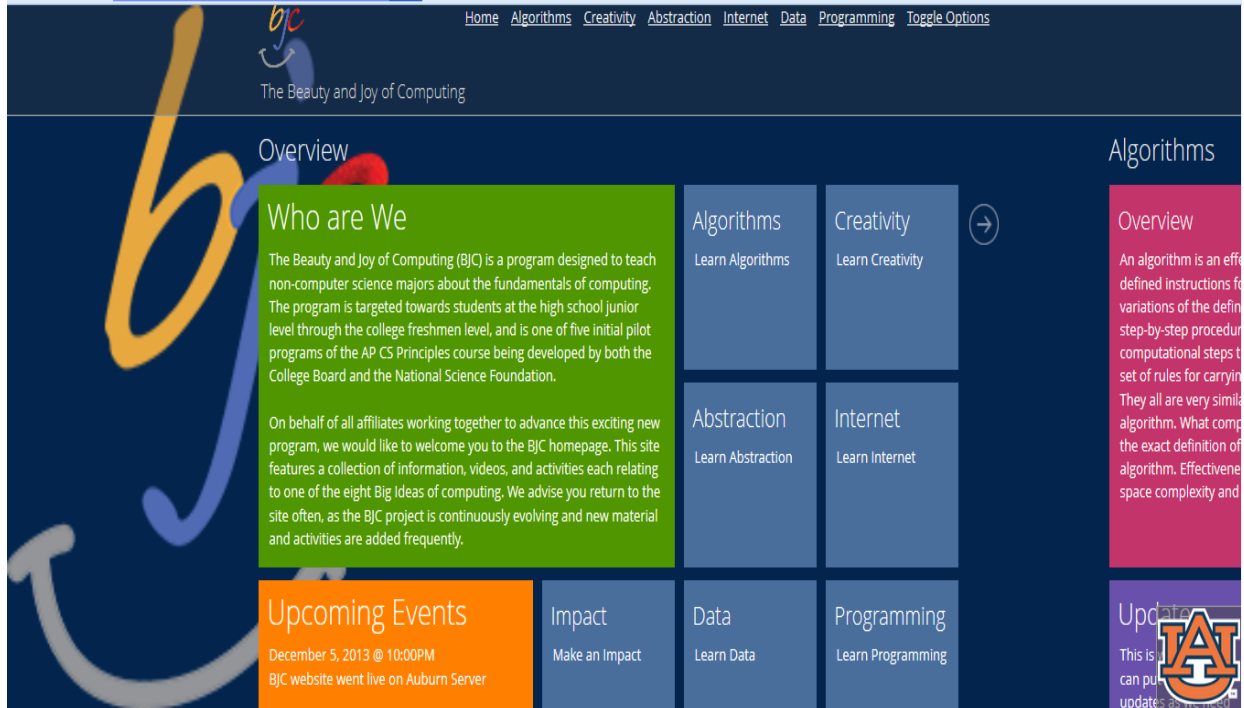 bjc
Home Algorithms Creativity Abstraction Internet Data Programming Toggle Options
The Beauty and Joy of Computing
Overview
Who are We
The Beauty and Joy of Computing (BJC) is a program designed to teach
non-computer science majors about the fundamentals of computing.
The program is targeted towards students at the high school junior
level through the college freshmen level, and is one of five initial pilot
programs of the AP CS Principles course being developed by both the
College Board and the National Science Foundation.
On behalf of all affiliates working together to advance this exciting new
program, we would like to welcome you to the BJC homepage. This site
features a collection of information, videos, and activities each relating
to one of the eight Big Ideas of computing. We advise you return to the
site often, as the BJC project is continuously evolving and new material
and activities are added frequently.
Algorithms
Learn Algorithms
Creativity
Learn Creativity
Abstraction
Learn Abstraction
Internet
Learn Internet
Upcoming Events
December 5, 2013 @ 10:00PM
BJC website went live on Auburn Server
Impact
Make an Impact
Data
Learn Data
Programming
Learn Programming
Algorithms
Overview
An algorithm is an
defined instructions
variations of the
step-by-step
computational steps
set of rules for
They all are very
algorithm. What
the exact definition of
algorithm.
space complexity and
This is
can
updates as we need
AU
bjc